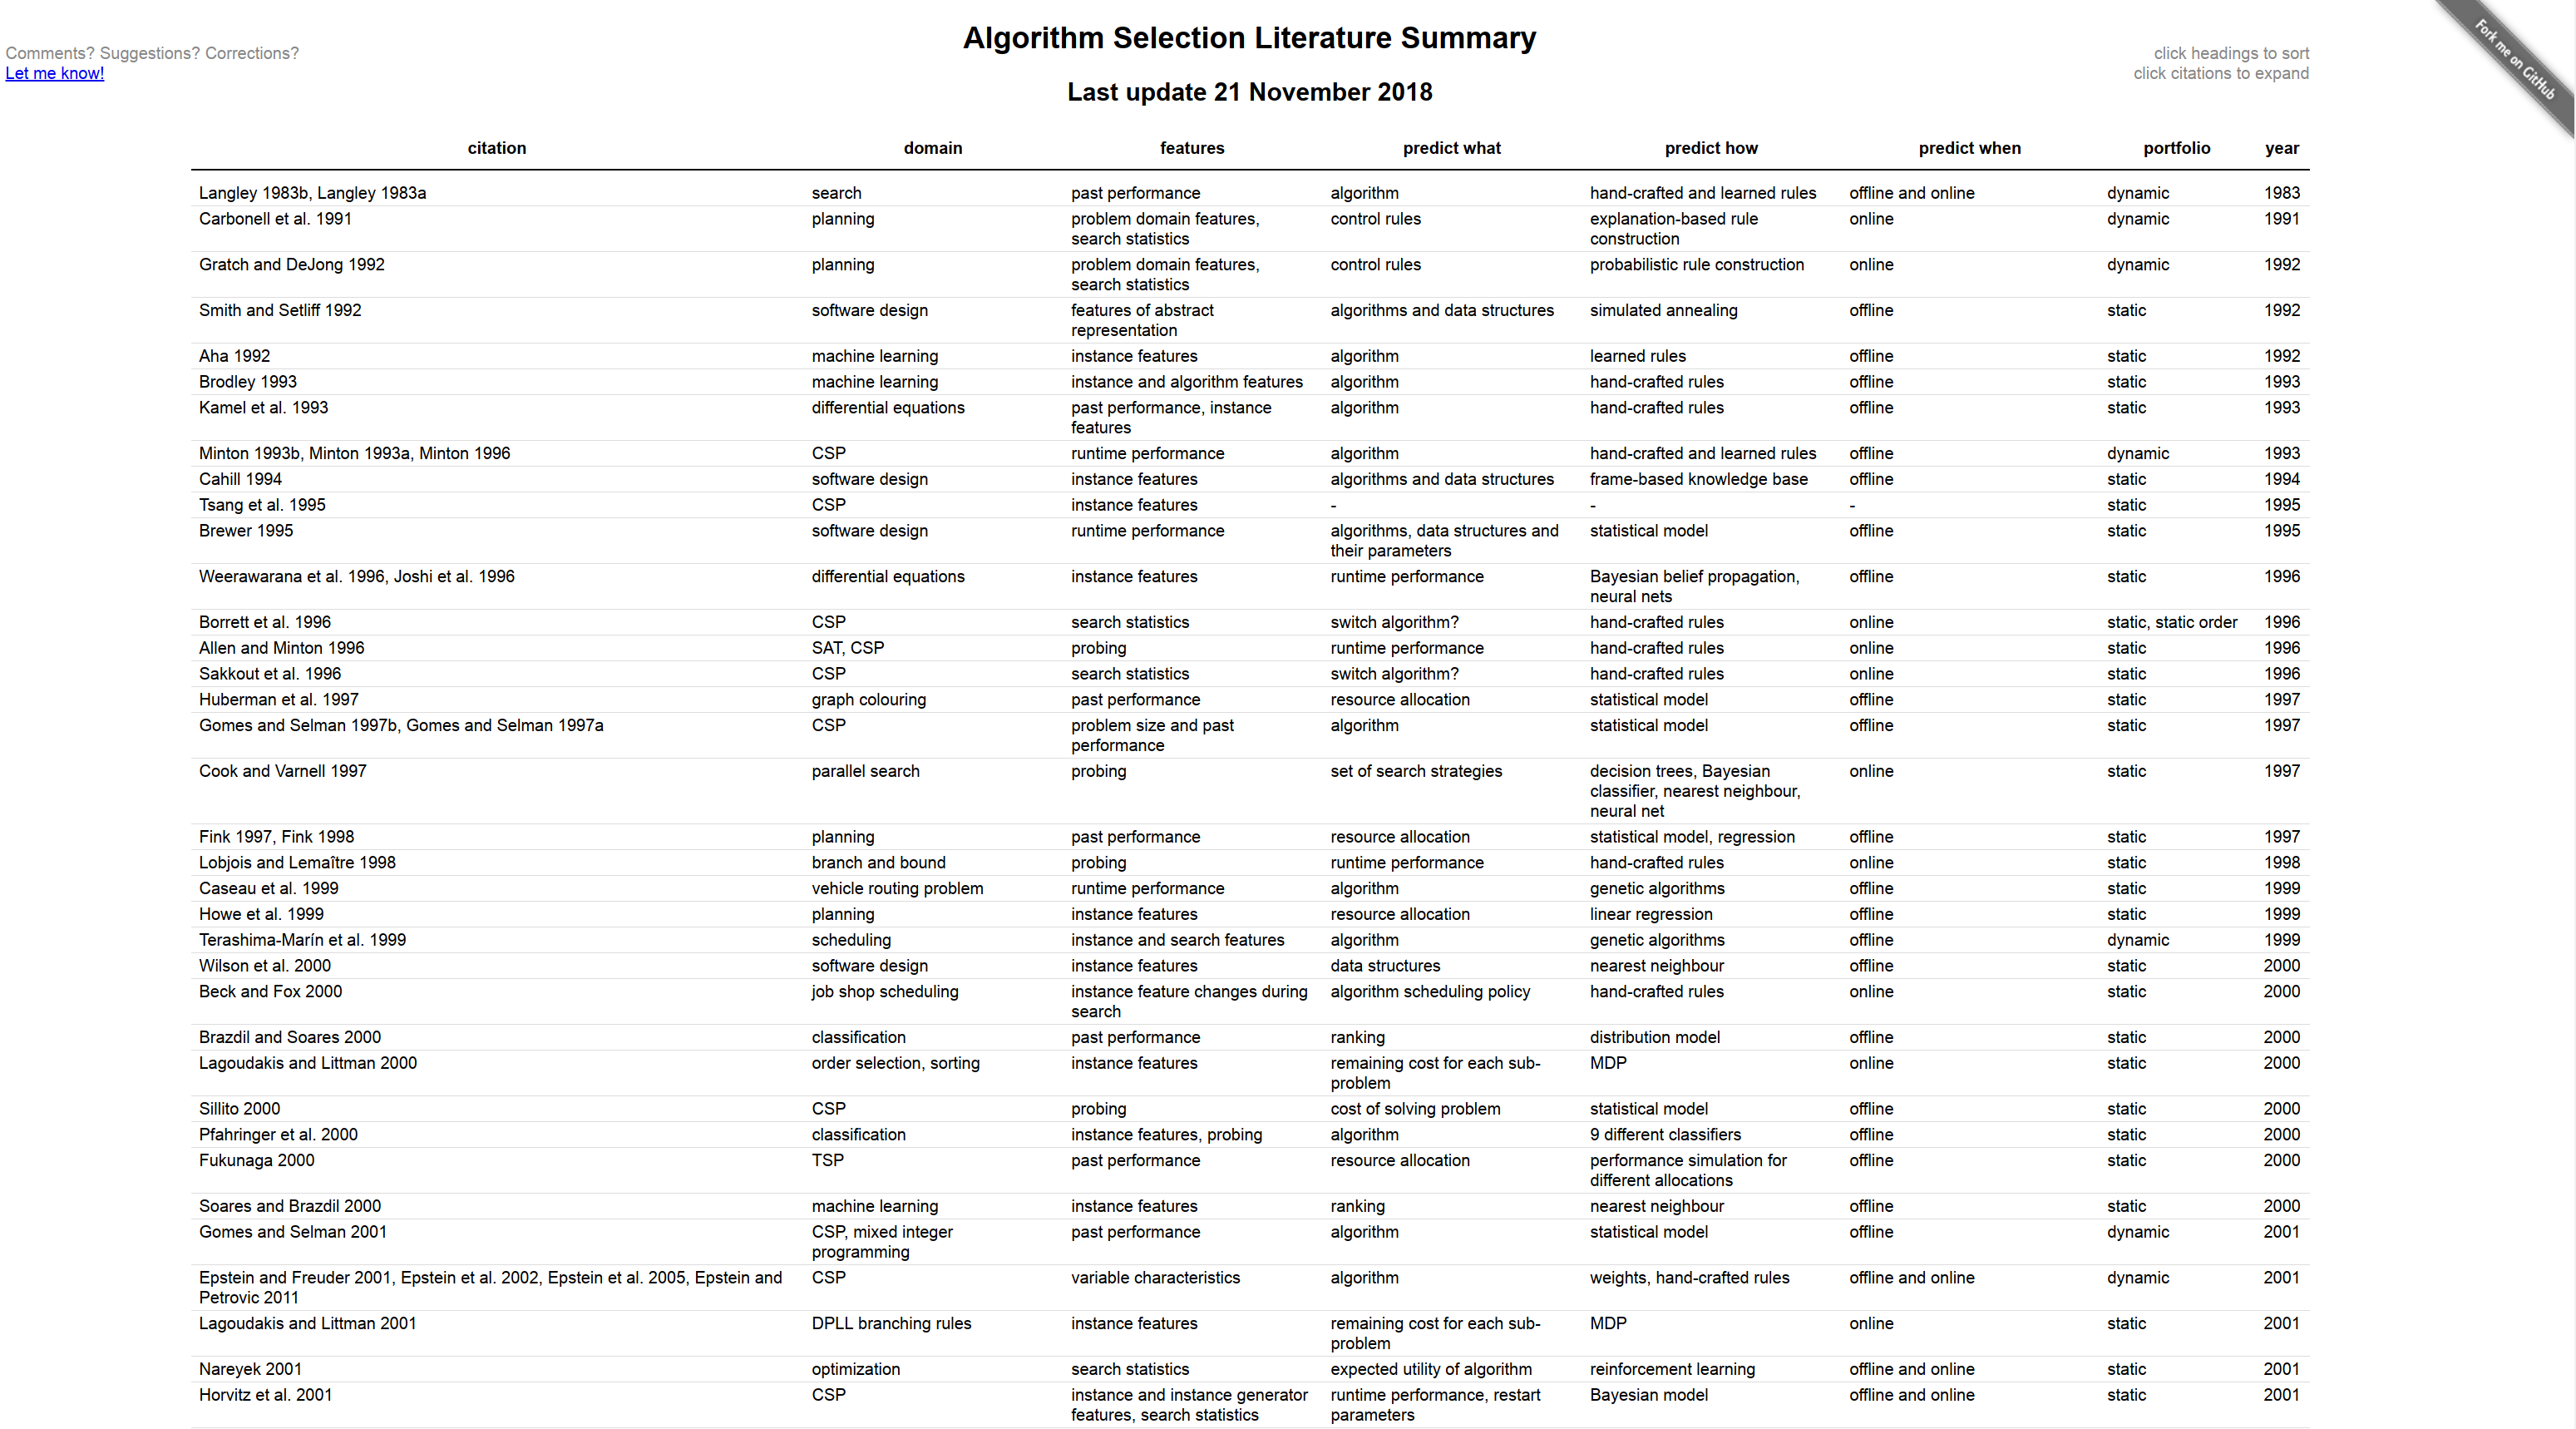 Algorithm Selection Literature Summary
Comments? Suggestions? Corrections?
Let me know!
click headings to sort
click citations to expand
Fork me on GitHub
Last update 21 November 2018
citation domain features predict what predict how predict when portfolio year
Langley 1983b, Langley 1983a search past performance algorithm hand-crafted and learned rules offline and online dynamic 1983
Carbonell et al. 1991 planning problem domain features, control rules explanation-based rule online dynamic 1991
search statistics construction
Gratch and DeJong 1992 planning problem domain features, control rules probabilistic rule construction online dynamic 1992
search statistics
Smith and Setliff 1992 software design features of abstract algorithms and data structures simulated annealing offline static 1992
representation
Aha 1992 machine learning instance features algorithm learned rules offline static 1992
Brodley 1993 machine learning instance and algorithm features algorithm hand-crafted rules offline static 1993
Kamel et al. 1993 differential equations past performance, instance algorithm hand-crafted rules offline static 1993
features
Minton 1993b, Minton 1993a, Minton 1996 CSP runtime performance algorithm hand-crafted and learned rules offline dynamic 1993
Cahill 1994 software design instance features algorithms and data structures frame-based knowledge base offline static 1994
Tsang et al. 1995 CSP instance features - - - static 1995
Brewer 1995 software design runtime performance algorithms, data structures and statistical model offline static 1995
their parameters
Weerawarana et al. 1996, Joshi et al. 1996 differential equations instance features runtime performance Bayesian belief propagation, offline static 1996
neural nets
Borrett et al. 1996 CSP search statistics switch algorithm? hand-crafted rules online static, static order 1996
Allen and Minton 1996 SAT, CSP probing runtime performance hand-crafted rules online static 1996
Sakkout et al. 1996 CSP search statistics switch algorithm? hand-crafted rules online static 1996
Huberman et al. 1997 graph colouring past performance resource allocation statistical model offline static 1997
Gomes and Selman 1997b, Gomes and Selman 1997a CSP problem size and past algorithm statistical model offline static 1997
performance
Cook and Varnell 1997 parallel search probing set of search strategies decision trees, Bayesian online static 1997
classifier, nearest neighbour,
neural net
Fink 1997, Fink 1998 planning past performance resource allocation statistical model, regression offline static 1997
Lobjois and Lemaître 1998 branch and bound probing runtime performance hand-crafted rules online static 1998
Caseau et al. 1999 vehicle routing problem runtime performance algorithm genetic algorithms offline static 1999
Howe et al. 1999 planning instance features resource allocation linear regression offline static 1999
Terashima-Marín et al. 1999 scheduling instance and search features algorithm genetic algorithms offline dynamic 1999
Wilson et al. 2000 software design instance features data structures nearest neighbour offline static 2000
Beck and Fox 2000 job shop scheduling instance feature changes during algorithm scheduling policy hand-crafted rules online static 2000
search
Brazdil and Soares 2000 classification past performance ranking distribution model offline static 2000
Lagoudakis and Littman 2000 order selection, sorting instance features remaining cost for each sub- MDP online static 2000
problem
Sillito 2000 CSP probing cost of solving problem statistical model offline static 2000
Pfahringer et al. 2000 classification instance features, probing algorithm 9 different classifiers offline static 2000
Fukunaga 2000 TSP past performance resource allocation performance simulation for offline static 2000
different allocations
Soares and Brazdil 2000 machine learning instance features ranking nearest neighbour offline static 2000
Gomes and Selman 2001 CSP, mixed integer past performance algorithm statistical model offline dynamic 2001
programming
Epstein and Freuder 2001, Epstein et al. 2002, Epstein et al. 2005, Epstein and CSP variable characteristics algorithm weights, hand-crafted rules offline and online dynamic 2001
Petrovic 2011
Lagoudakis and Littman 2001 DPLL branching rules instance features remaining cost for each sub- MDP online static 2001
problem
Nareyek 2001 optimization search statistics expected utility of algorithm reinforcement learning offline and online static 2001
Horvitz et al. 2001 CSP instance and instance generator runtime performance, restart Bayesian model offline and online static 2001
features, search statistics parameters